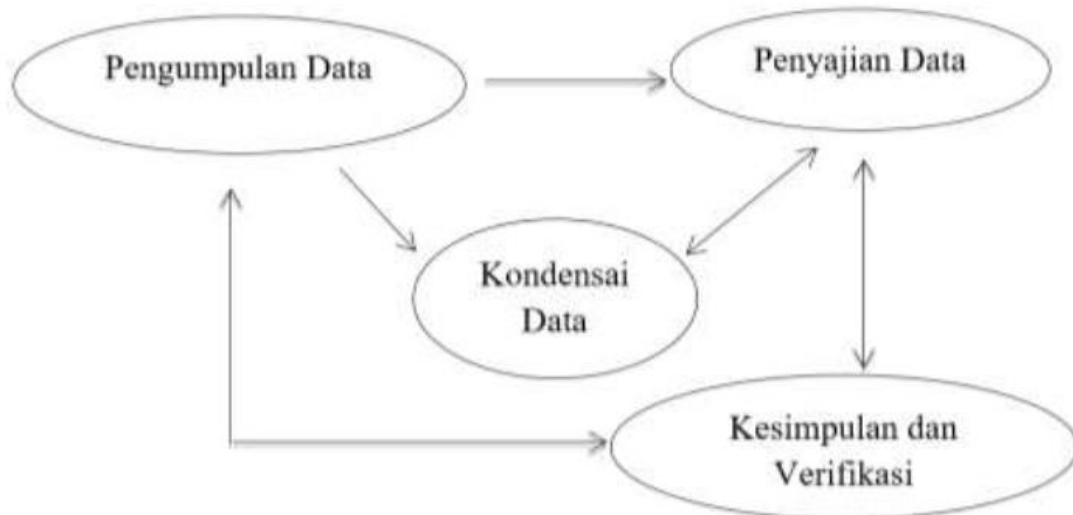 Pengumpulan Data
Penyajian Data
Kondensai
Data
Kesimpulan dan
Verifikasi